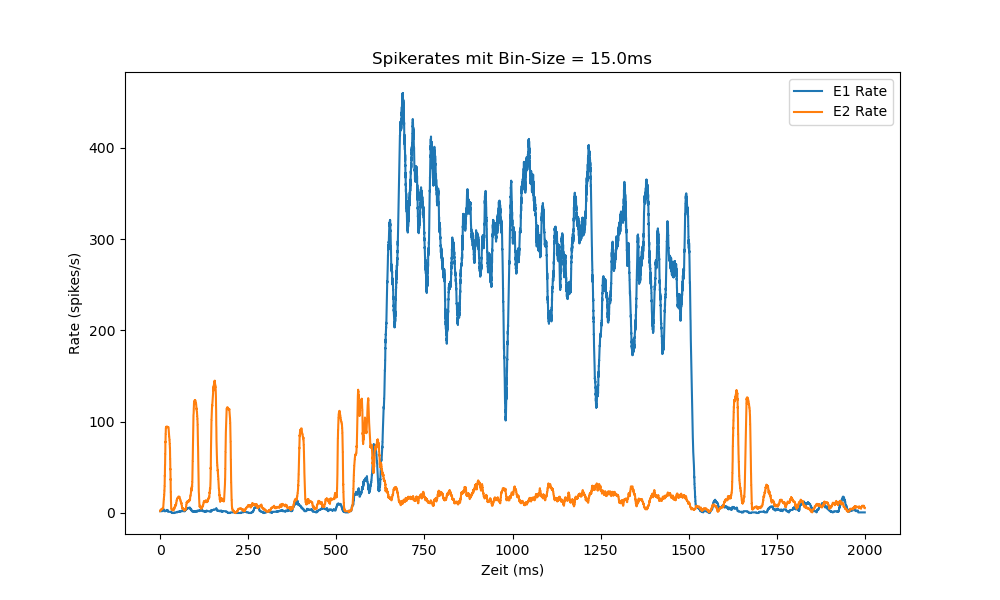 Spikerates mit Bin-Size = 15.0ms
E1 Rate
E2 Rate
Rate (spikes/s)
400
300
200
100
0
0 250 500 750 1000 1250 1500 1750 2000
Zeit (ms)